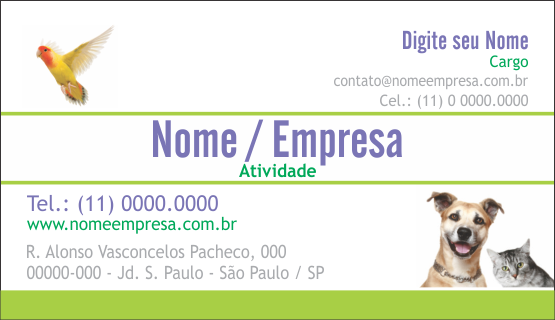 Digite seu Nome
Cargo
contato@nomeempresa.com.br
Cel.: (11) 0 0000.0000
Nome / Empresa
Atividade
Tel.: (11) 0000.0000
www.nomeempresa.com.br
R. Alonso Vasconcelos Pacheco, 000
00000-000 - Jd. S. Paulo - São Paulo / SP